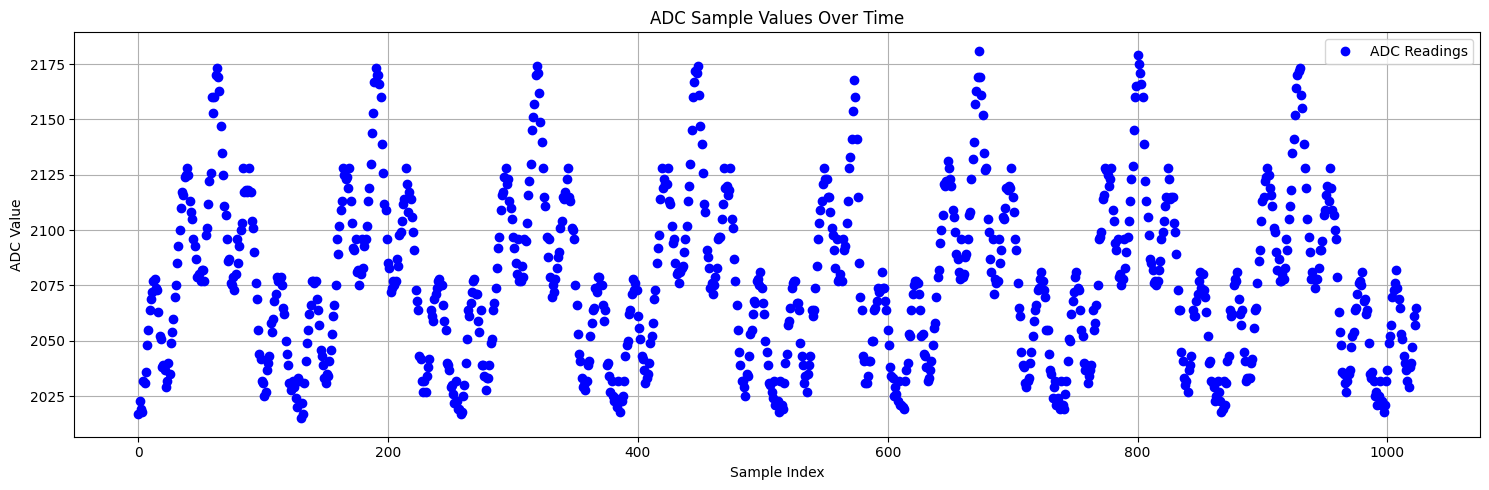 ADC Sample Values Over Time
ADC Readings
ADC Value
2175
2150
2125
2100
2075
2050
2025
0 200 400 600 800 1000
Sample Index